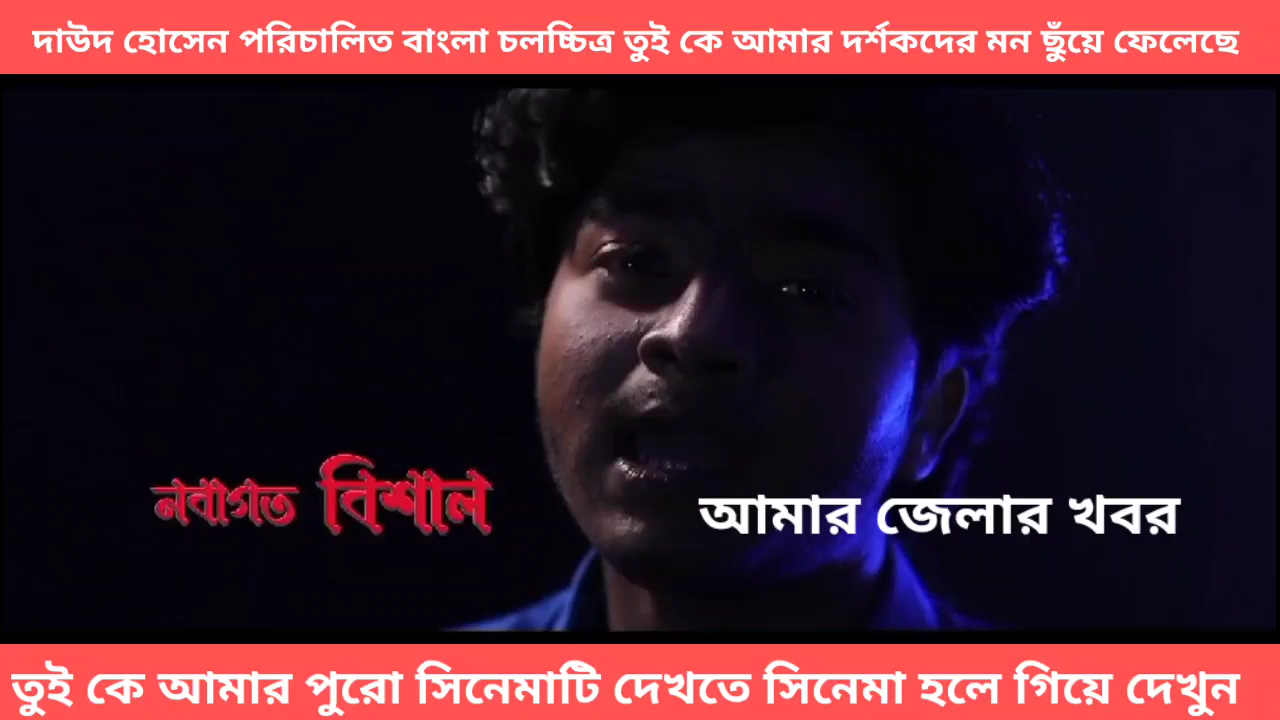 দাউদ হোসেন পরিচালিত বাংলা চলচ্চিত্র তুই কে আমার দর্শকদের মন ছুঁয়ে ফেলেছে
নবাগত বিশাল
আমার জেলার খবর
তুই কে আমার পুরো সিনেমাটি দেখতে সিনেমা হলে গিয়ে দেখুন